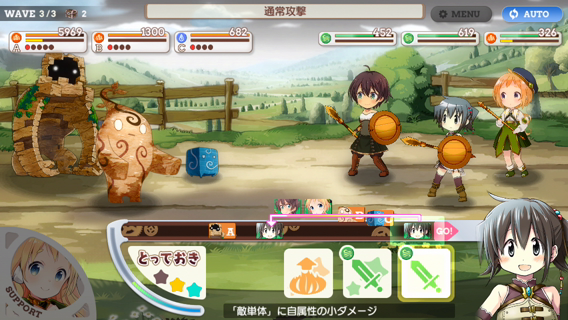 WAVE 3/3
2
通常攻撃
MENU
AUTO
5969
A
1300
B
682
C
452
619
326
A
GO!
とっておき
SUPPORT
「敵単体」に自属性の小ダメージ